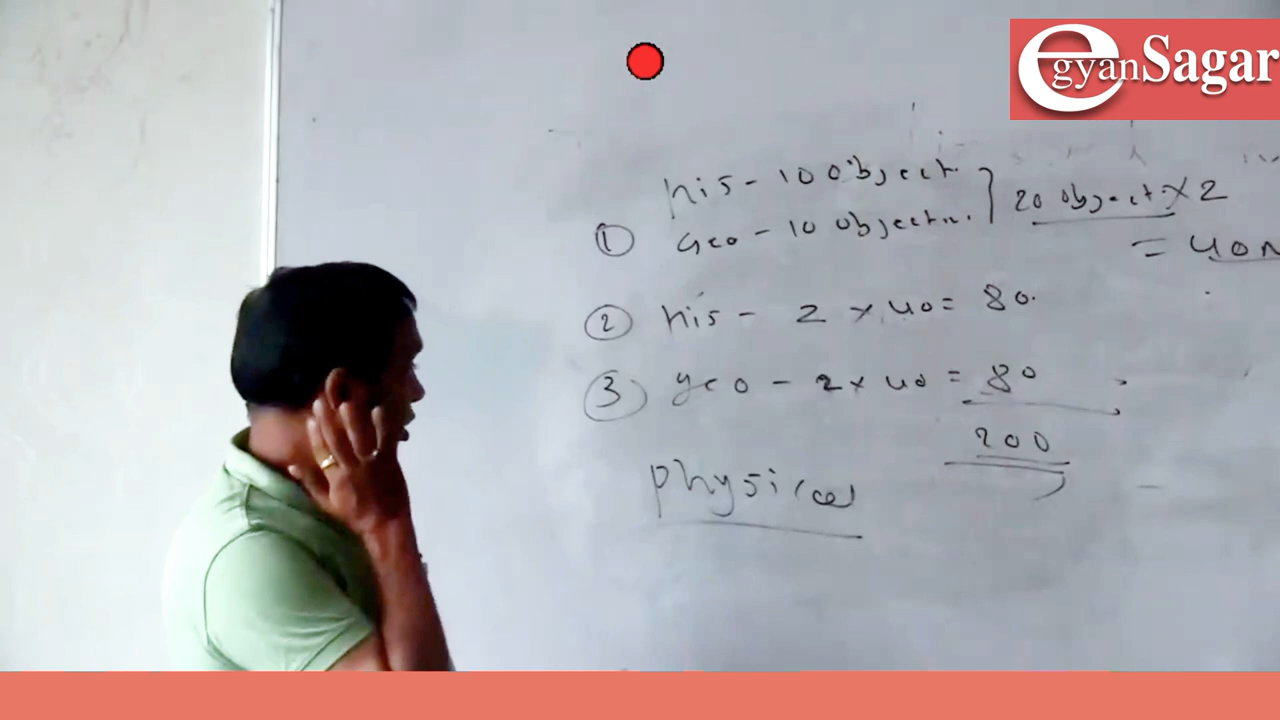 egyanSagar
his - 10 Object.
① Geo - 10 Object
20 Object × 2
= 40
② his - 2 × 40 = 80.
③ geo - 2 × 40 = 80
200
Physical